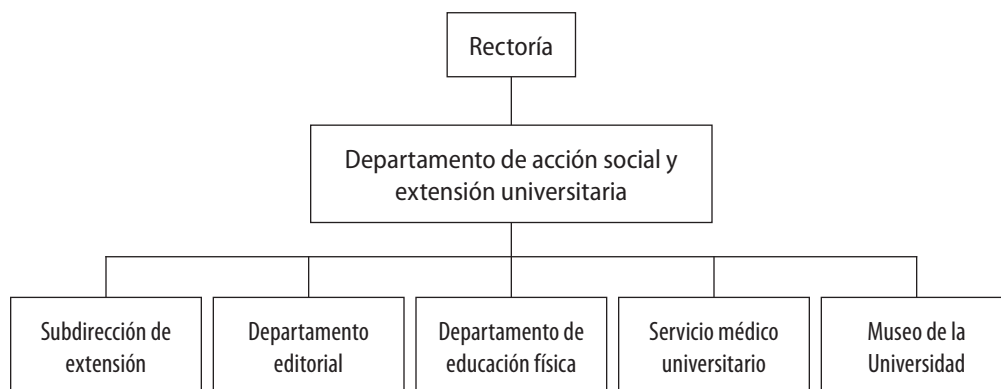 Rectoría
Departamento de acción social y
extensión universitaria
Subdirección de
extensión
Departamento
editorial
Departamento de
educación física
Servicio médico
universitario
Museo de la
Universidad